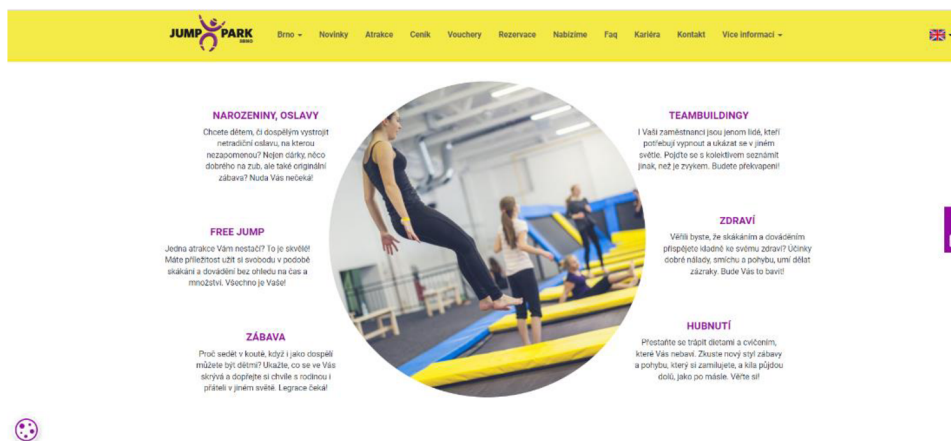 JUMP PARK
BRNO
Brno
Novinky
Atrakce
Ceník
Vouchery
Rezervace
Nabízíme
Faq
Kariéra
Kontakt
Více informací
NAROZENINY, OSLAVY
Chcete dětem, či dospělým vystrojit
netradiční oslavu, na kterou
nezapomenou? Nejen dárky, něco
dobrého na zub, ale také originální
zábava? Nuda Vás nečeká!
FREE JUMP
Jedna atrakce Vám nestačí? To je skvělé!
Máte příležitost užít si svobodu v podobě
skákání a dovádění bez ohledu na čas a
množství. Všechno je Vaše!
ZÁBAVA
Proč sedět v koutě, když i jako dospělí
můžete být dětmi? Ukažte, co se ve Vás
skrývá a dopřejte si chvíle s rodinou i
přáteli v jiném světě. Legrace čeká!
TEAMBUILDINGY
I Vaši zaměstnanci jsou jenom lidé, kteří
potřebují vypnout a ukázat se v jiném
světle. Pojďte se s kolektivem seznámit
jinak, než je zvykem. Budete překvapeni!
ZDRAVÍ
Věřili byste, že skákáním a dováděním
přispějete kladně ke svému zdraví? Účinky
dobré nálady, smíchu a pohybu, umí dělat
zázraky. Bude Vás to bavit!
HUBNUTÍ
Přestaňte se trápit dietami a cvičením,
které Vás nebaví. Zkuste nový styl zábavy
a pohybu, který si zamilujete, a kila půjdou
dolů, jako po másle. Věřte si!